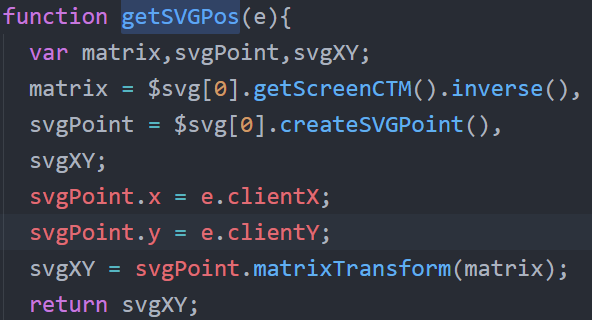 function getSVGPos(e){
var matrix,svgPoint,svgXY;
matrix = $svg[0].getScreenCTM().inverse(),
svgPoint = $svg[0].createSVGPoint(),
svgXY;
svgPoint.x = e.clientX;
svgPoint.y = e.clientY;
svgXY = svgPoint.matrixTransform(matrix);
return svgXY;